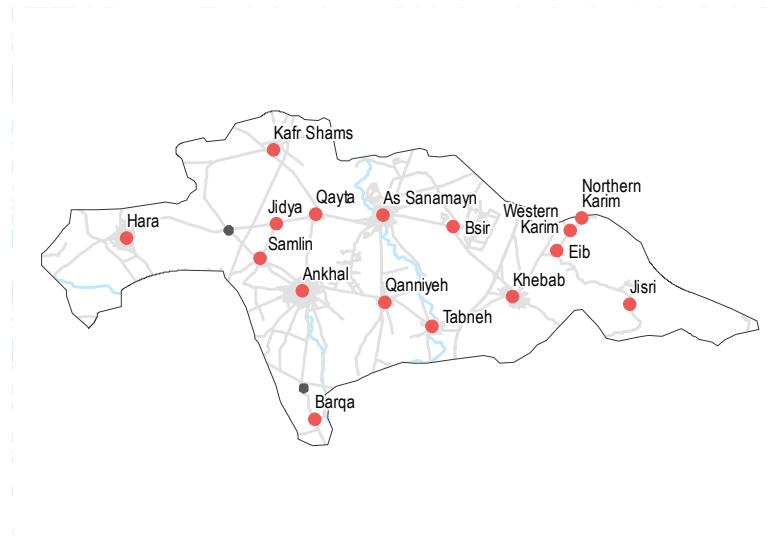 Kafr Shams
Northern
Karim
Qayta
As Sanamayn
Jidya
Western
Karim
Hara
Bsir
Samlin
Eib
Ankhal
Qanniyeh
Khebab
Jisri
Tabneh
Barqa